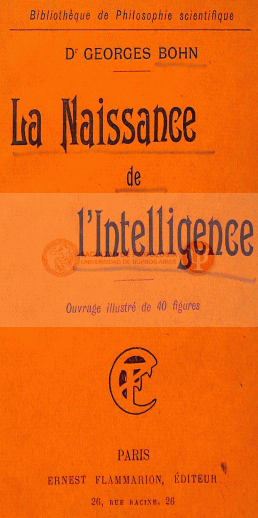 Bibliothèque de Philosophie scientifique
Dr GEORGES BOHN
La Naissance
de
l'Intelligence
Ouvrage illustré de 40 figures
PARIS
ERNEST FLAMMARION, ÉDITEUR
26, RUE RACINE, 26